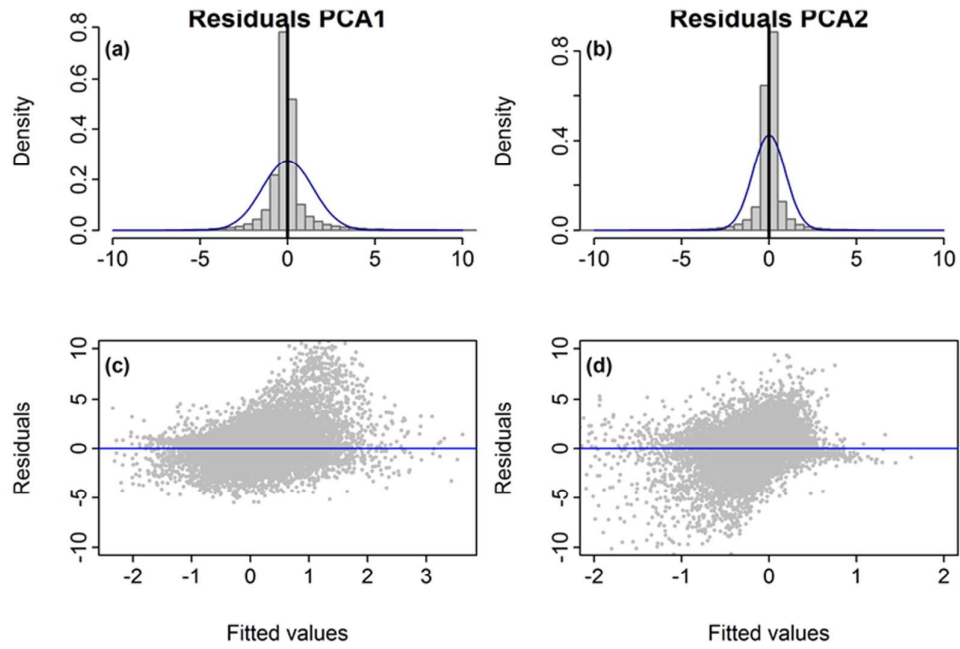 Residuals PCA1
Residuals PCA2
(a)
(b)
Density
0.0 0.2 0.4 0.6 0.8
-10 -5 0 5 10
Density
0.0 0.4 0.8
-10 -5 0 5 10
(c)
(d)
Residuals
-10 -5 0 5 10
-2 -1 0 1 2 3
Fitted values
Residuals
-10 -5 0 5 10
-2 -1 0 1 2
Fitted values